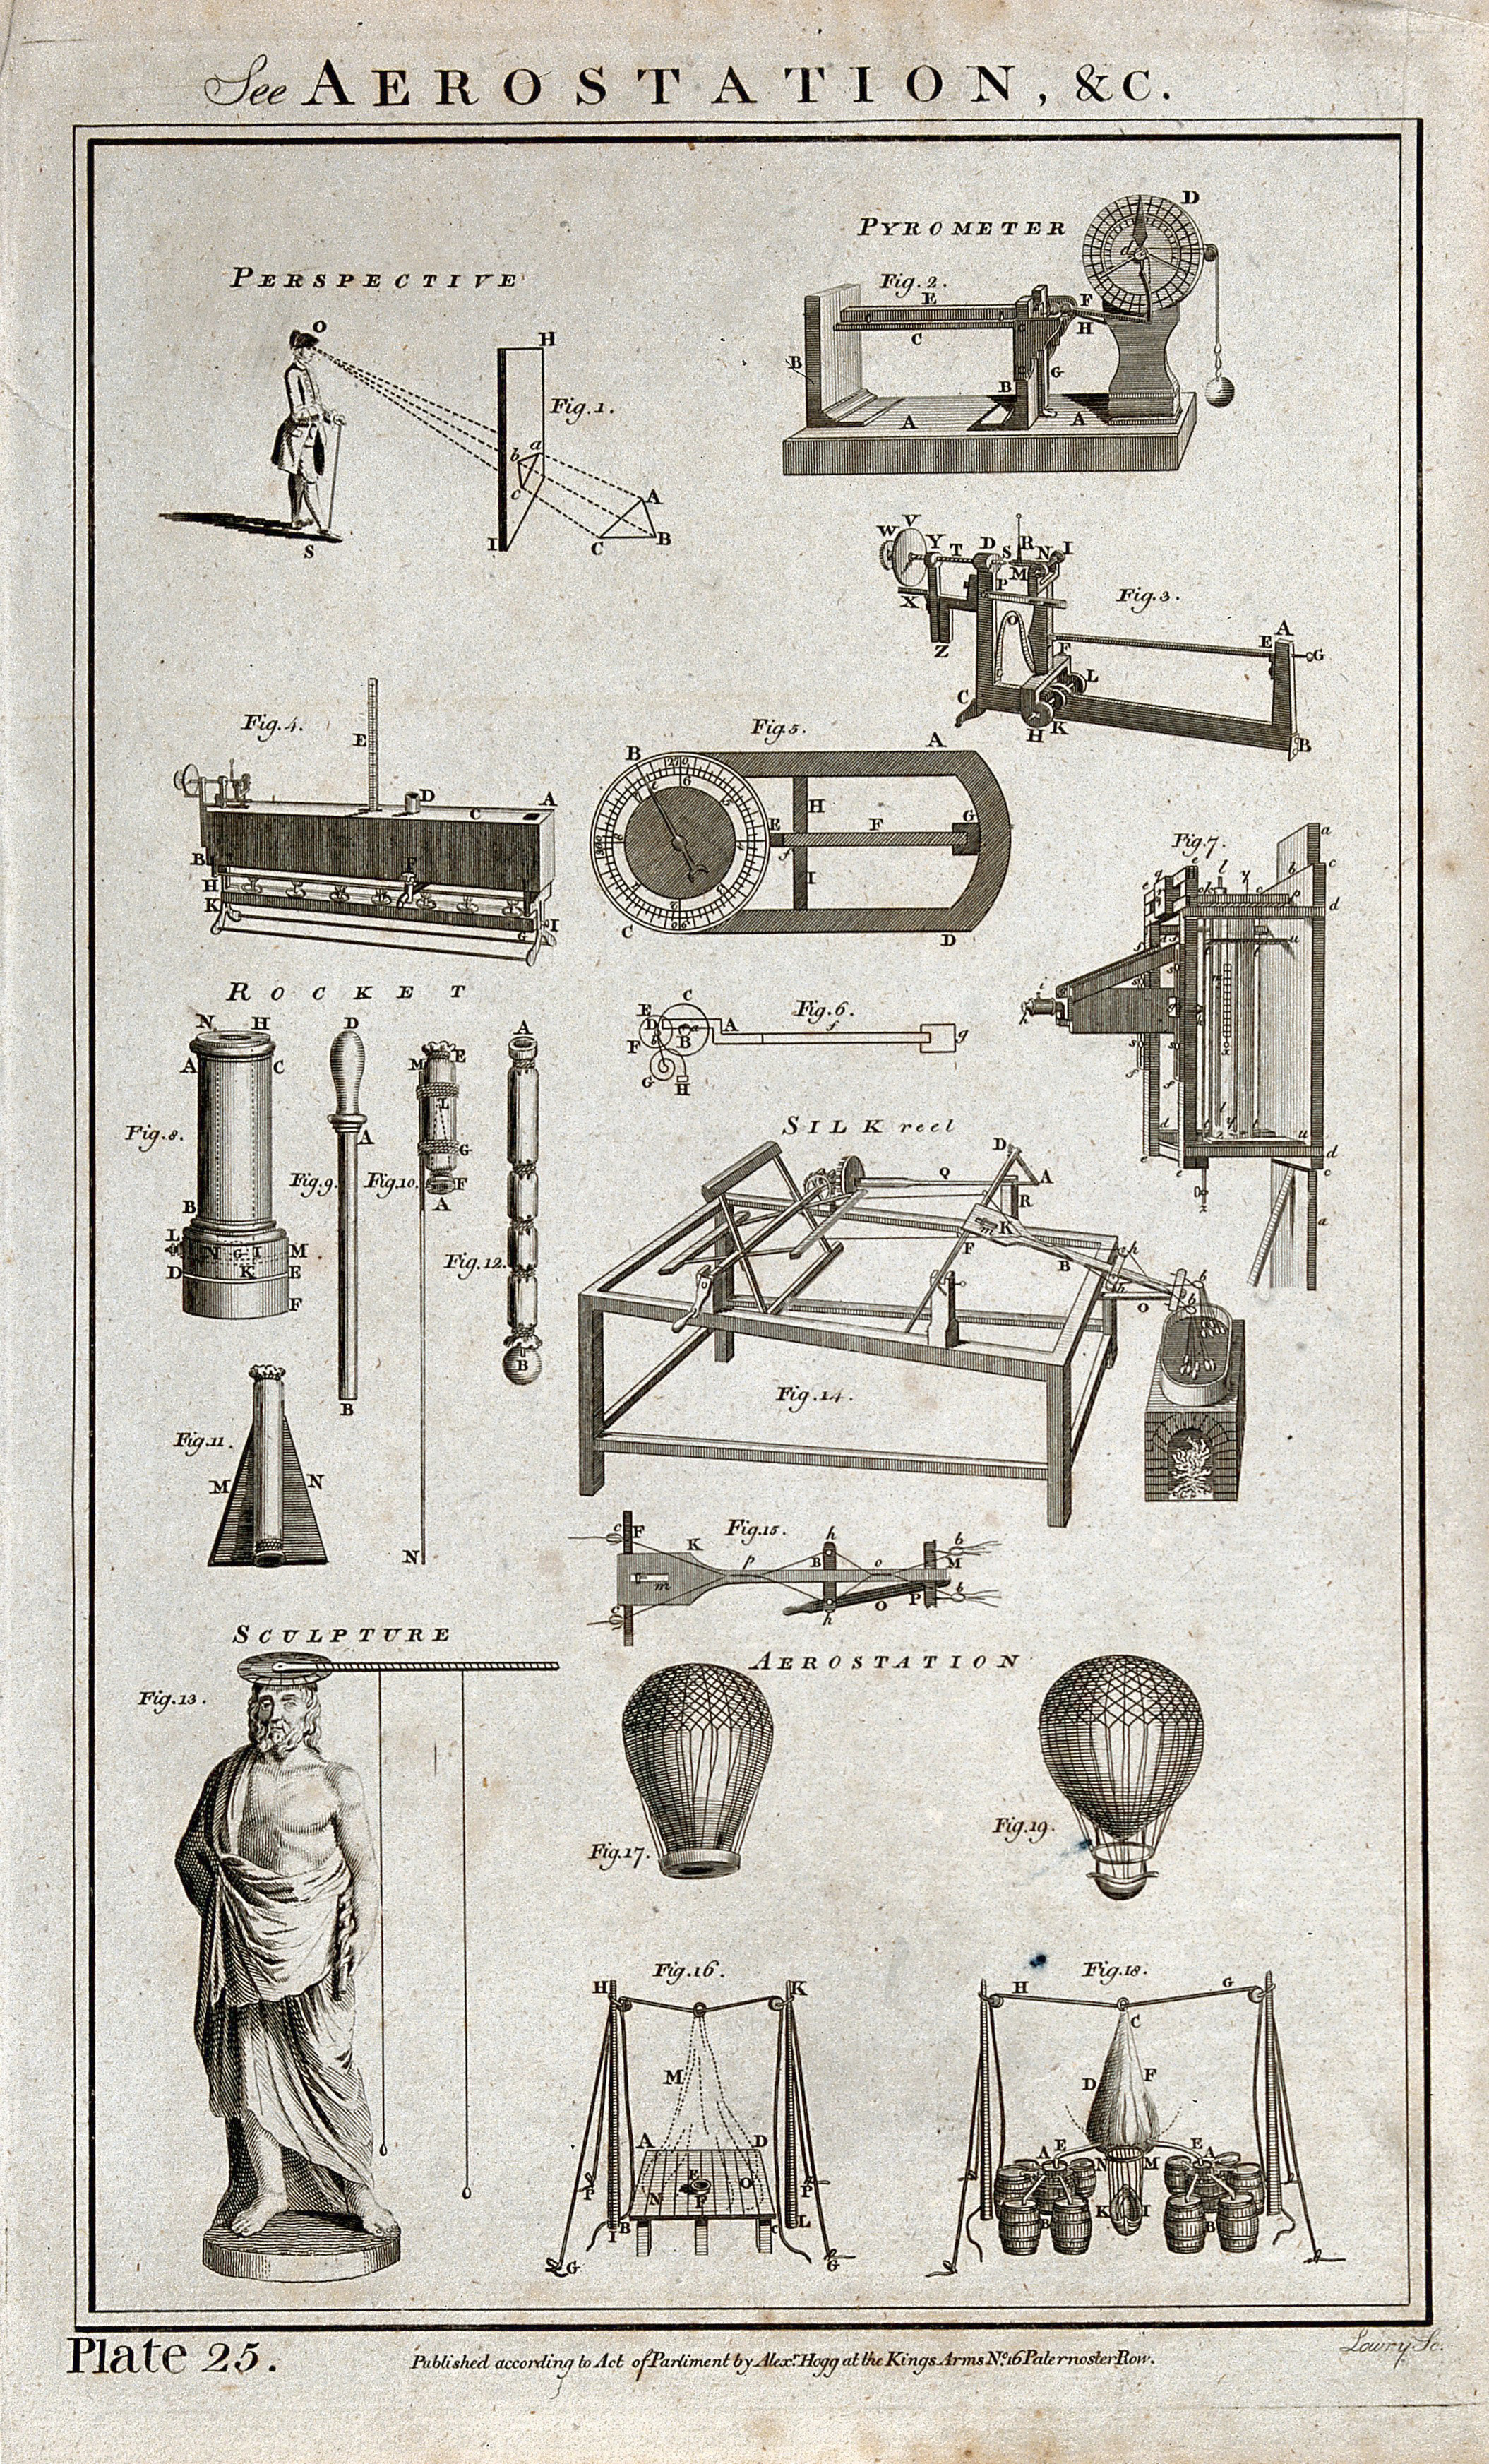 See AEROSTATION, &C.
PYROMETER
D
d
PERSPECTIVE
Fig. 2.
E
F
O
H
H
C
B
G
Fig. 1.
B
a
b
A
A
c
A
W V
Y T D S R N I
S
I
C
B
M
P
X
Fig. 3.
O
A
Z
E
G
F
Fig. 4.
Fig. 5.
L
C
E
B
A
H
K
B
D
A
C
H
G
Fig. 7.
E
F
a
B
F
f
I
H
K
C
D
I
G
ROCKET
C
E
Fig. 6.
N
H
D
A
D
A
f
E
a
B
g
A
C
M
F
G
H
L
SILK reel
Fig. 8.
A
G
D
Q
A
Fig. 9.
Fig. 10.
F
R
B
A
K
m
L
F
N G I
M
Fig. 12.
B
h
D
K
E
h
b
F
O
b
B
Fig. 14.
B
Fig. 11.
M
N
c F
Fig. 15.
h
b
N
K
p
B
o
M
m
b
P
O
c
h
SCULPTURE
AEROSTATION
Fig. 13.
Fig. 19.
Fig. 17.
Fig. 16.
Fig. 18.
H
K
H
G
C
M
D
F
A
D
A E
E A
N
M
E
O
N
F
P
P
K
I
B
B
I
B
C
L
G
G
Plate 25.
Published according to Act of Parliment by Alexr. Hogg at the Kings Arms No. 16 Paternoster Row.
Lowry Sc.